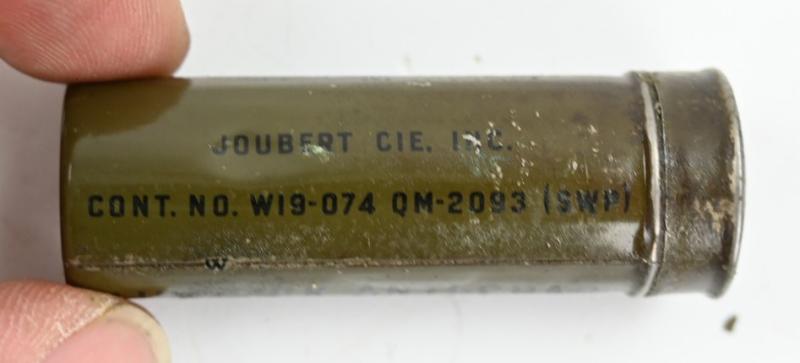 JOUBERT CIE, INC.
CONT. NO. W19-074 QM-2093 (SWP)
W